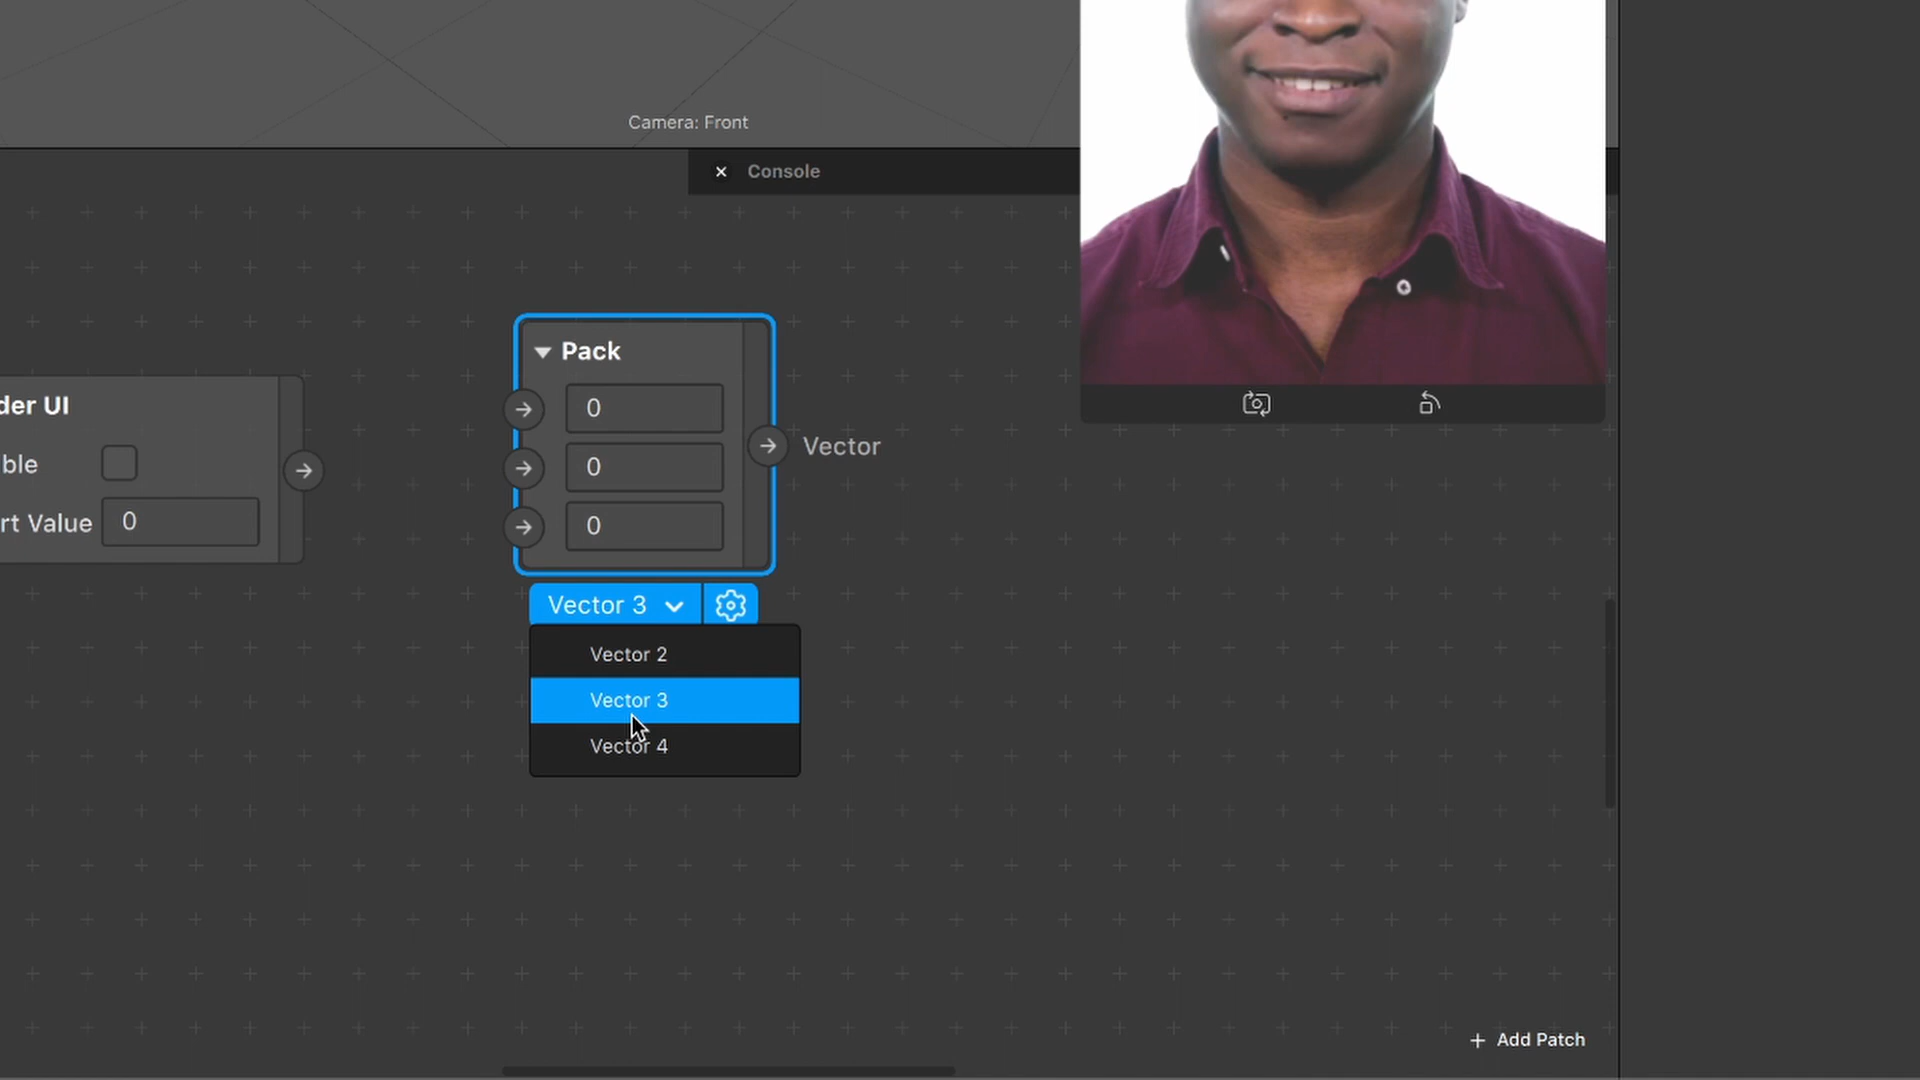 Camera: Front
Console
Pack
0
der UI
Vector
ble
0
rt Value 0
0
Vector 3
Vector 2
Vector 3
Vector 4
+ Add Patch